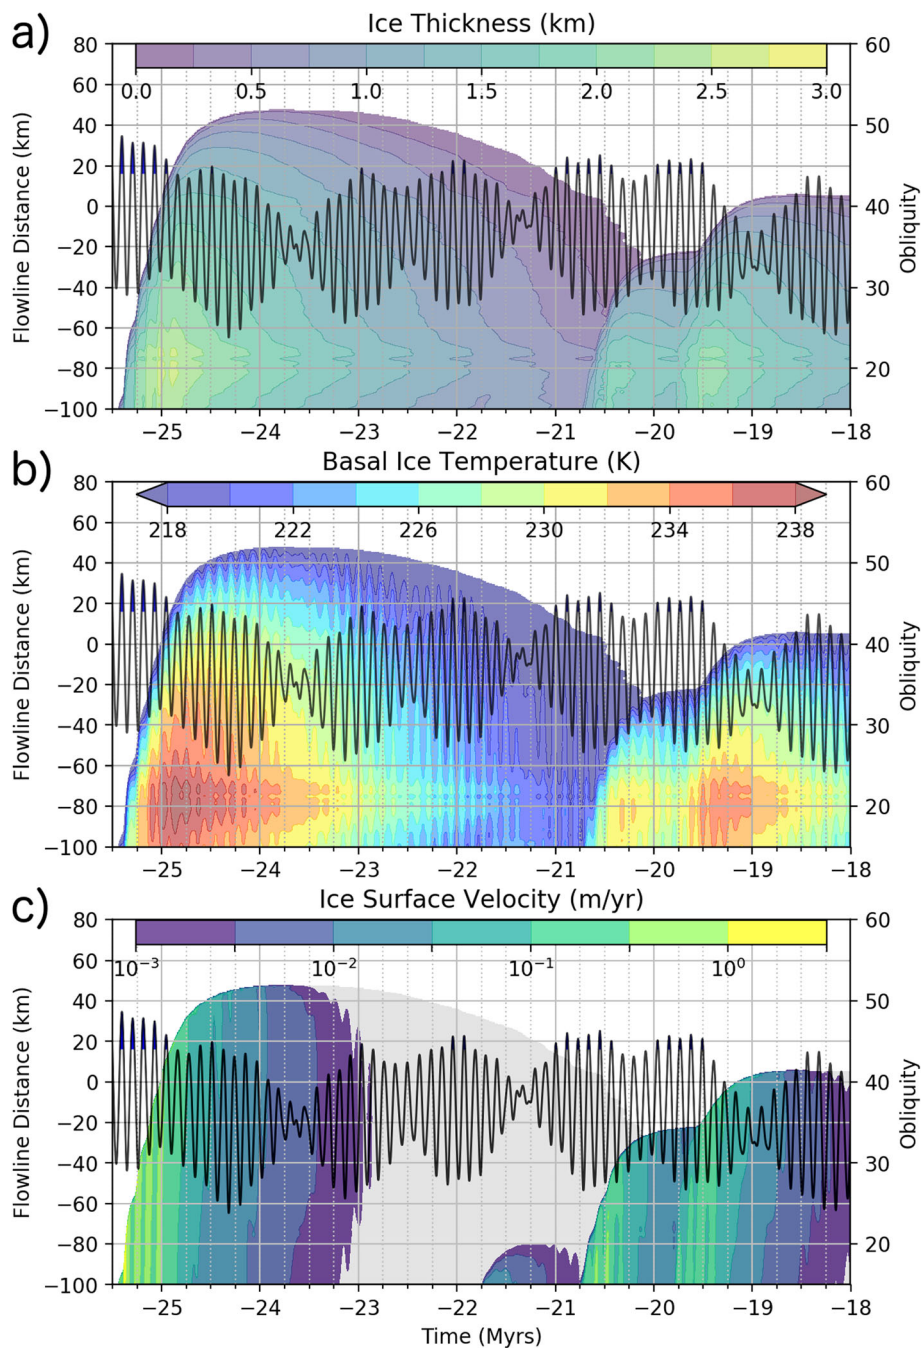 a)
Ice Thickness (km)
80
60
40
20
0
−20
−40
−60
−80
−100
Flowline Distance (km)
0.0 0.5 1.0 1.5 2.0 2.5 3.0
60
50
40
30
20
Obliquity
−25 −24 −23 −22 −21 −20 −19 −18
b)
Basal Ice Temperature (K)
80
60
40
20
0
−20
−40
−60
−80
−100
Flowline Distance (km)
218 222 226 230 234 238
60
50
40
30
20
Obliquity
−25 −24 −23 −22 −21 −20 −19 −18
c)
Ice Surface Velocity (m/yr)
80
60
40
20
0
−20
−40
−60
−80
−100
Flowline Distance (km)
10⁻³ 10⁻² 10⁻¹ 10⁰
60
50
40
30
20
Obliquity
−25 −24 −23 −22 −21 −20 −19 −18
Time (Myrs)